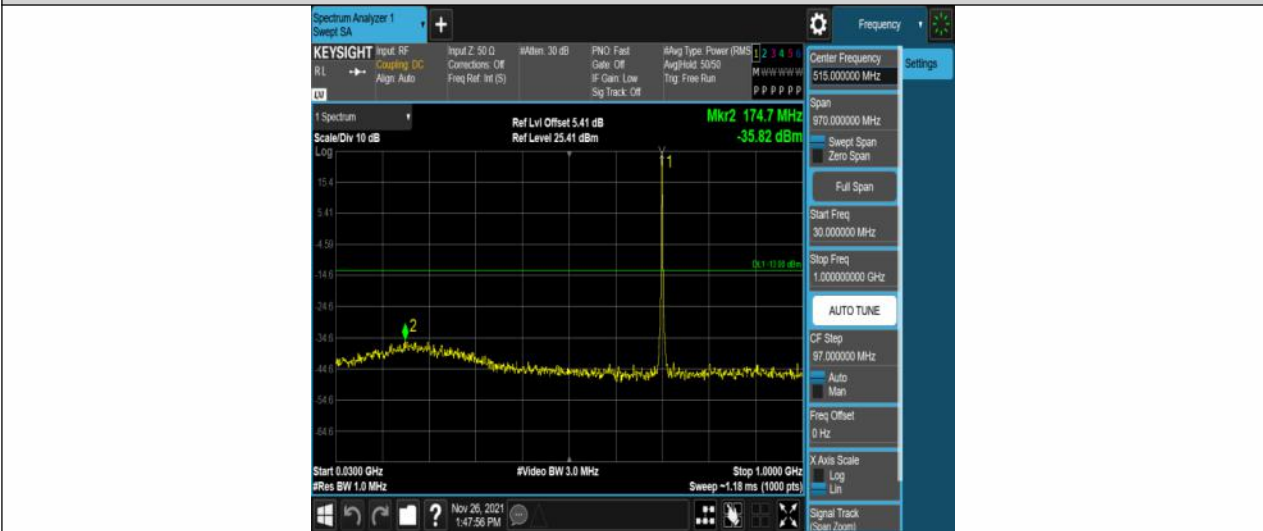 Spectrum Analyzer 1
Swept SA
+
Frequency
KEYSIGHT
RL
Input: RF
Coupling: DC
Align: Auto
Input Z: 50 Ω
Corrections: Off
Freq Ref: Int (S)
#Atten: 30 dB
PNO: Fast
Gate: Off
IF Gain: Low
Sig Track: Off
#Avg Type: Power (RMS
Avg|Hold: 50/50
Trig: Free Run
1 2 3 4 5 6
M W W W W W
P P P P P P
1 Spectrum
Scale/Div 10 dB
Log
Ref Lvl Offset 5.41 dB
Ref Level 25.41 dBm
Mkr2 174.7 MHz
-35.82 dBm
15.4
5.41
-4.59
-14.6
-24.6
-34.6
-44.6
-54.6
-64.6
1
2
DL1 -13.00 dBm
Start 0.0300 GHz
#Res BW 1.0 MHz
#Video BW 3.0 MHz
Stop 1.0000 GHz
Sweep ~1.18 ms (1000 pts)
Nov 26, 2021
1:47:56 PM
?
Center Frequency
515.000000 MHz
Settings
Span
970.000000 MHz
Swept Span
Zero Span
Full Span
Start Freq
30.000000 MHz
Stop Freq
1.000000000 GHz
AUTO TUNE
CF Step
97.000000 MHz
Auto
Man
Freq Offset
0 Hz
X Axis Scale
Log
Lin
Signal Track
(Span Zoom)